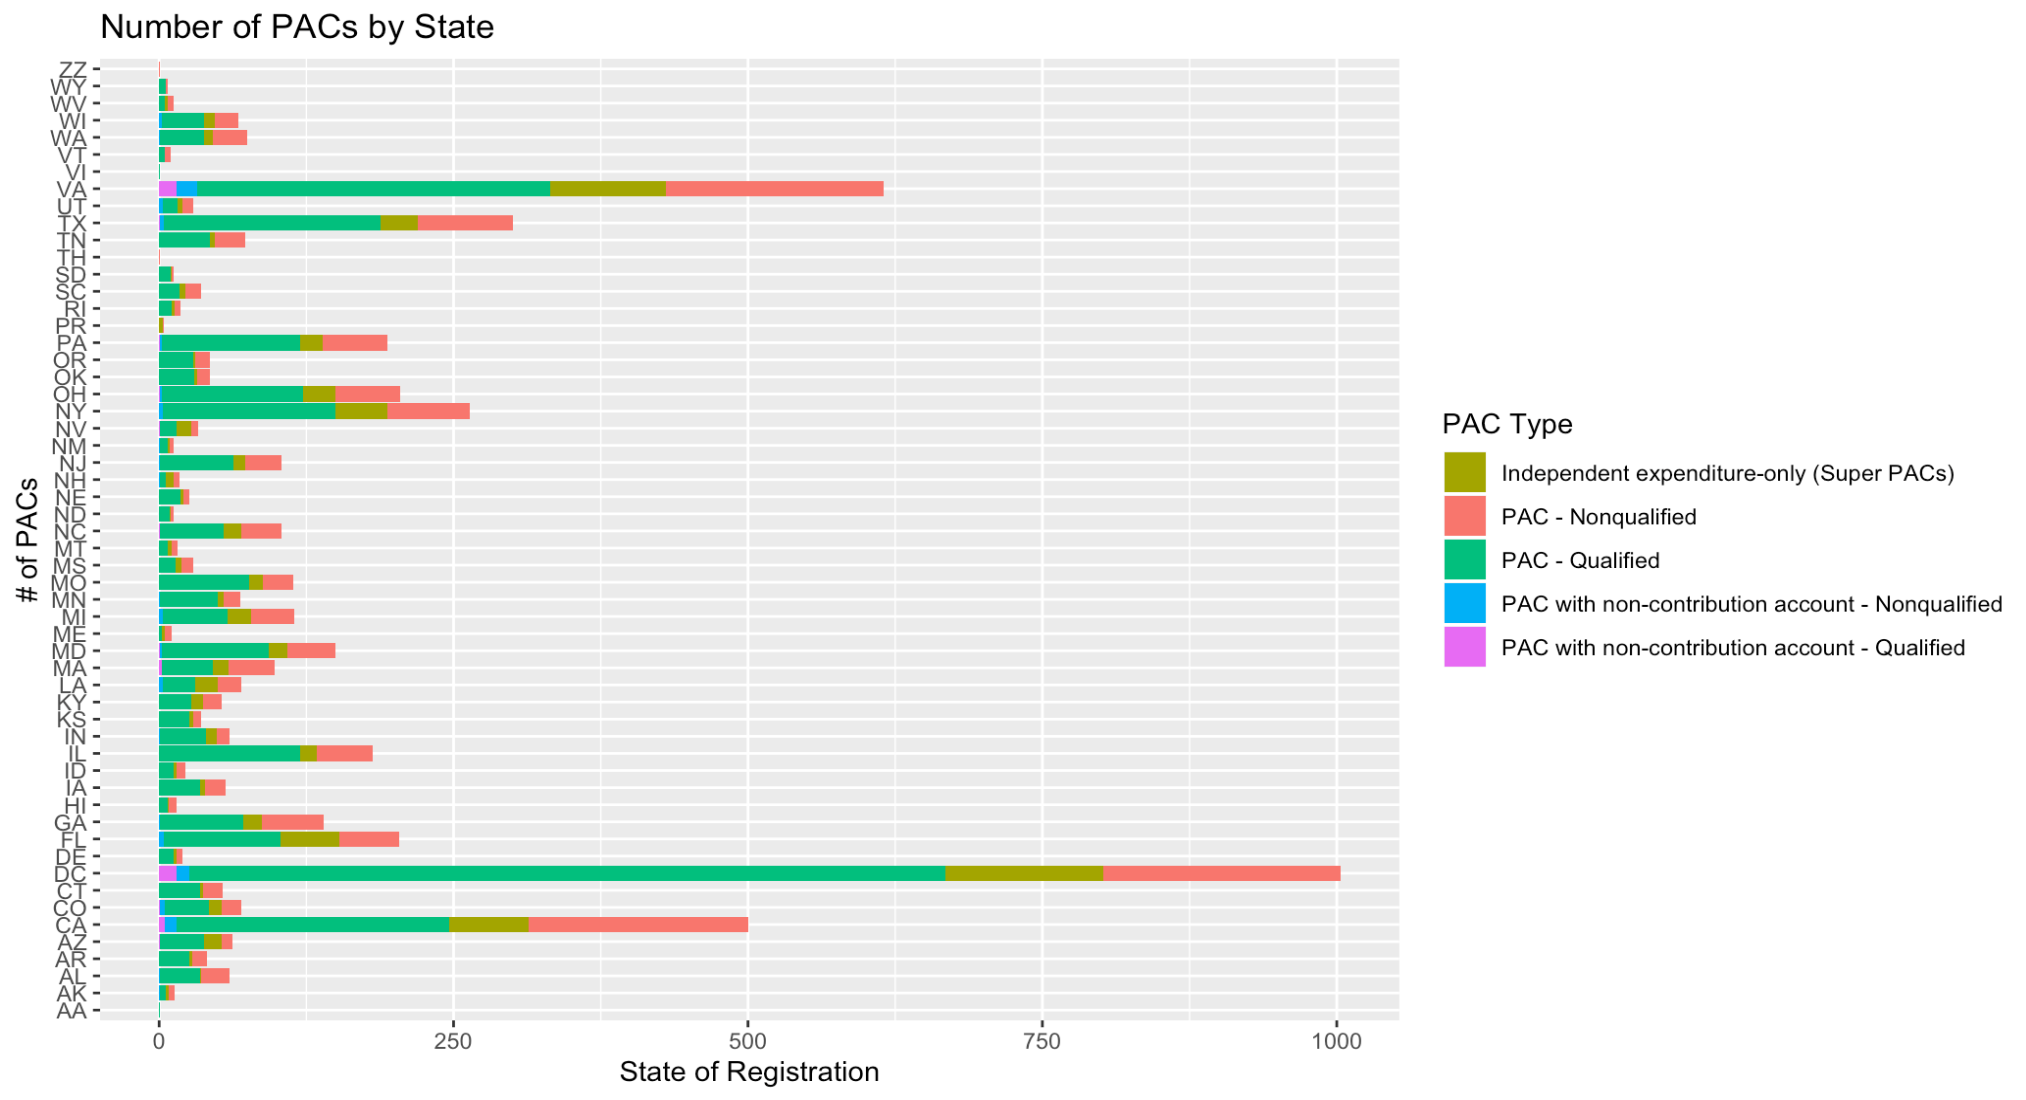 Number of PACs by State
# of PACs
ZZ
WY
WV
WI
WA
VT
VI
VA
UT
TX
TN
TH
SD
SC
RI
PR
PA
OR
OK
OH
NY
NV
NM
NJ
NH
NE
ND
NC
MT
MS
MO
MN
MI
ME
MD
MA
LA
KY
KS
IN
IL
ID
IA
HI
GA
FL
DE
DC
CT
CO
CA
AZ
AR
AL
AK
AA
0 250 500 750 1000
State of Registration
PAC Type
Independent expenditure-only (Super PACs)
PAC - Nonqualified
PAC - Qualified
PAC with non-contribution account - Nonqualified
PAC with non-contribution account - Qualified